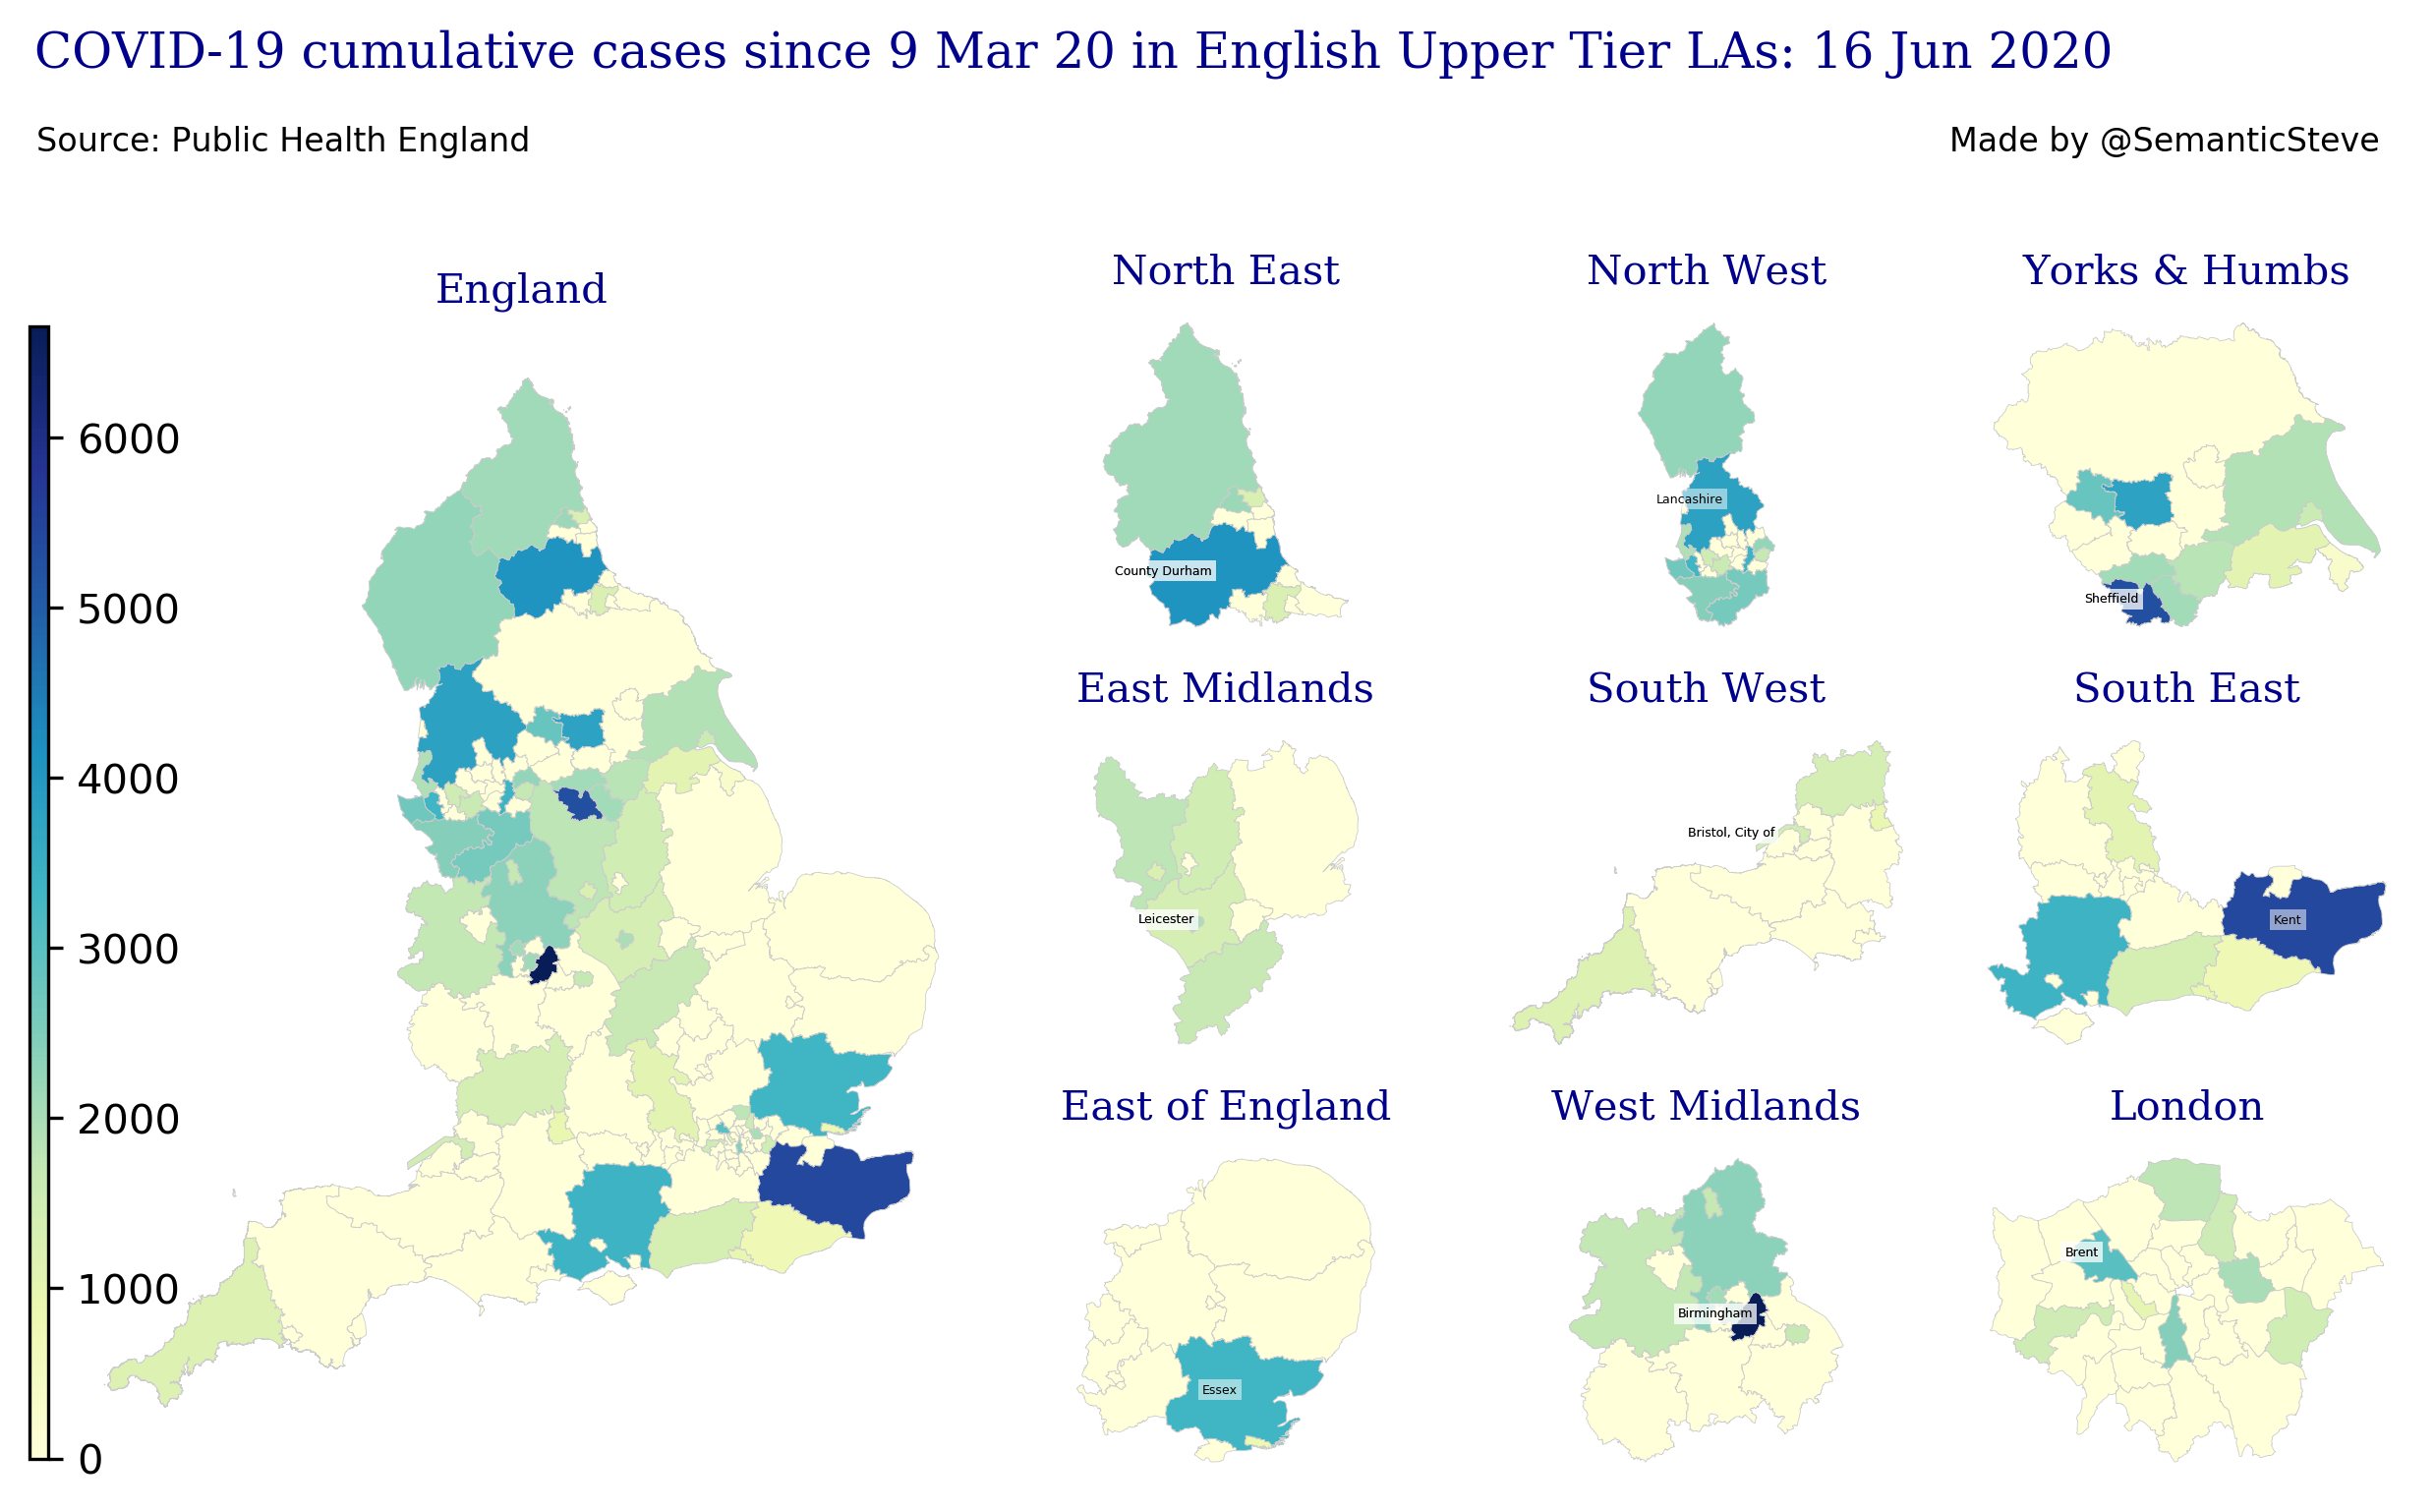 COVID-19 cumulative cases since 9 Mar 20 in English Upper Tier LAs: 16 Jun 2020
Source: Public Health England
Made by @SemanticSteve
England
6000
5000
4000
3000
2000
1000
0
North East
County Durham
North West
Lancashire
Yorks & Humbs
Sheffield
East Midlands
Leicester
South West
Bristol, City of
South East
Kent
East of England
Essex
West Midlands
Birmingham
London
Brent